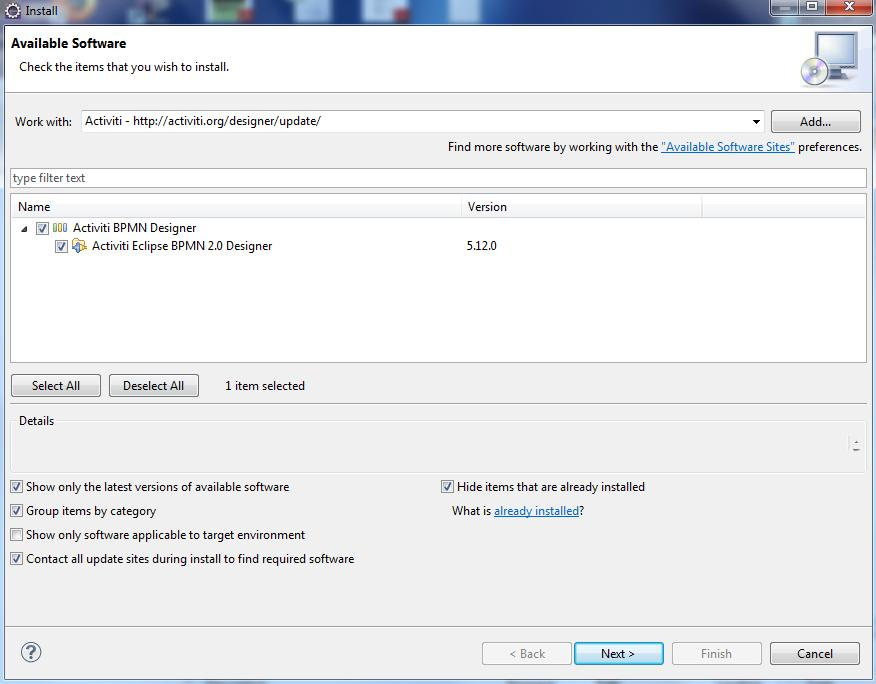 Install
Available Software
Check the items that you wish to install.
Work with: Activiti - http://activiti.org/designer/update/ Add...
Find more software by working with the "Available Software Sites" preferences.
type filter text
Name Version
Activiti BPMN Designer
Activiti Eclipse BPMN 2.0 Designer 5.12.0
Select All Deselect All 1 item selected
Details
Show only the latest versions of available software Hide items that are already installed
Group items by category What is already installed?
Show only software applicable to target environment
Contact all update sites during install to find required software
< Back Next > Finish Cancel